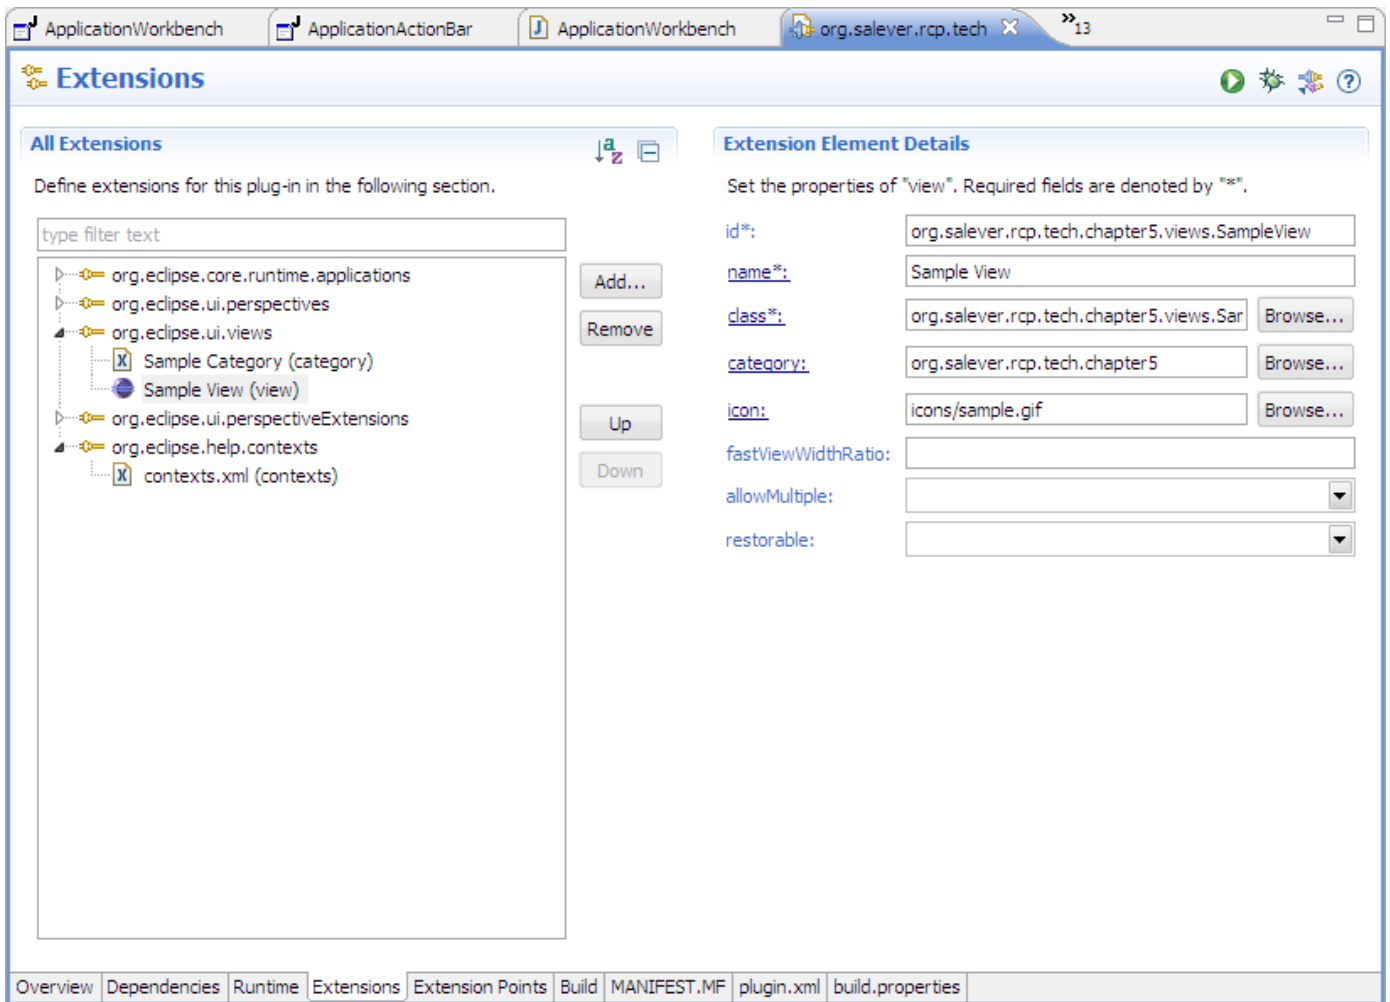 ApplicationWorkbench ApplicationActionBar ApplicationWorkbench org.salever.rcp.tech »13
Extensions
All Extensions
Define extensions for this plug-in in the following section.
type filter text
org.eclipse.core.runtime.applications
org.eclipse.ui.perspectives
org.eclipse.ui.views
Sample Category (category)
Sample View (view)
org.eclipse.ui.perspectiveExtensions
org.eclipse.help.contexts
contexts.xml (contexts)
Add...
Remove
Up
Down
Extension Element Details
Set the properties of "view". Required fields are denoted by "*".
id*: org.salever.rcp.tech.chapter5.views.SampleView
name*: Sample View
class*: org.salever.rcp.tech.chapter5.views.Sar Browse...
category: org.salever.rcp.tech.chapter5 Browse...
icon: icons/sample.gif Browse...
fastViewWidthRatio:
allowMultiple:
restorable:
Overview Dependencies Runtime Extensions Extension Points Build MANIFEST.MF plugin.xml build.properties